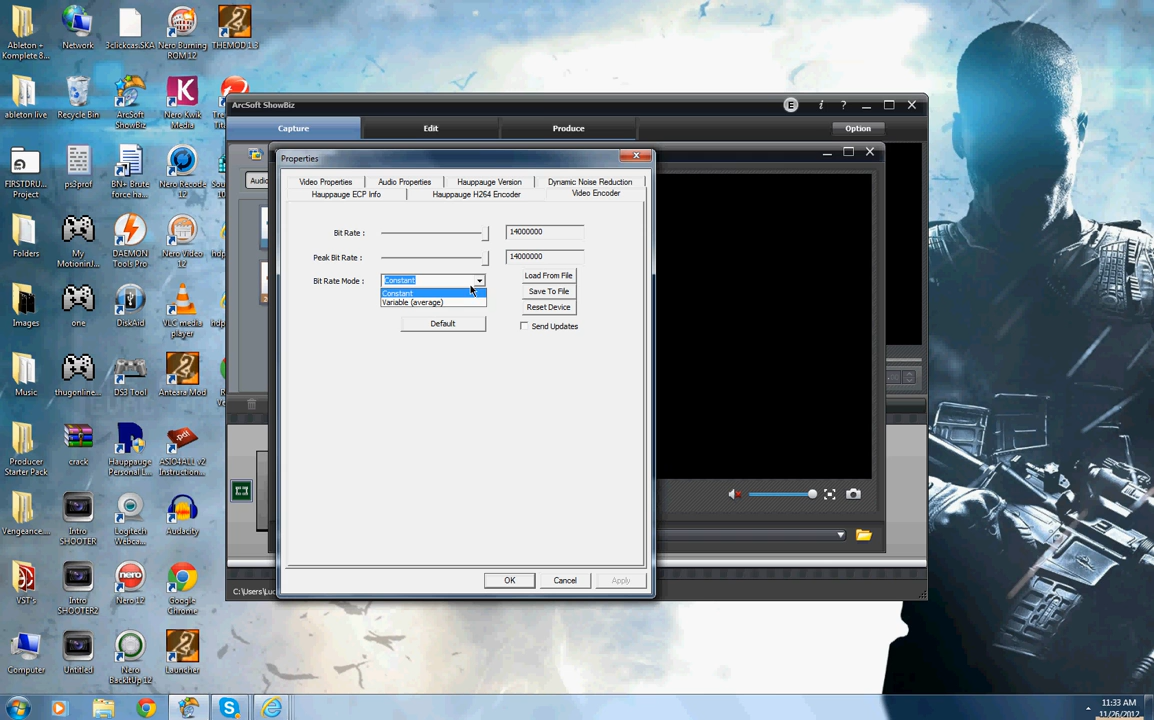 Ableton +
Komplete 8...
Network
3clickcas.SKA
Nero Burning
ROM 12
THEMOD 1.3
ableton live
Recycle Bin
ArcSoft
ShowBiz
Nero Kwik
Media
FIRSTDRU...
Project
ps3prof
BN+ Brute
force ha...
Nero Recode
12
Folders
My
MotioninJ...
DAEMON
Tools Pro
Nero Video
12
Images
one
DiskAid
VLC media
player
Music
thugonline...
DS3 Tool
Anteara Mod
Producer
Starter Pack
crack
Hauppauge
Personal I...
ASIO4ALL v2
Instruction...
Vengeance...
Intro
SHOOTER
Logitech
Webca...
Audacity
VST's
Intro
SHOOTER2
Nero 12
Google
Chrome
Computer
Untitled
Nero
BackItUp 12
Launcher
ArcSoft ShowBiz
Capture
Edit
Produce
Option
Properties
Video Properties
Audio Properties
Hauppauge Version
Dynamic Noise Reduction
Hauppauge ECP Info
Hauppauge H264 Encoder
Video Encoder
Bit Rate :
14000000
Peak Bit Rate :
14000000
Bit Rate Mode :
Constant
Load From File
Constant
Variable (average)
Save To File
Reset Device
Default
Send Updates
OK
Cancel
Apply
C:\Users\Luc
11:33 AM
11/26/2012